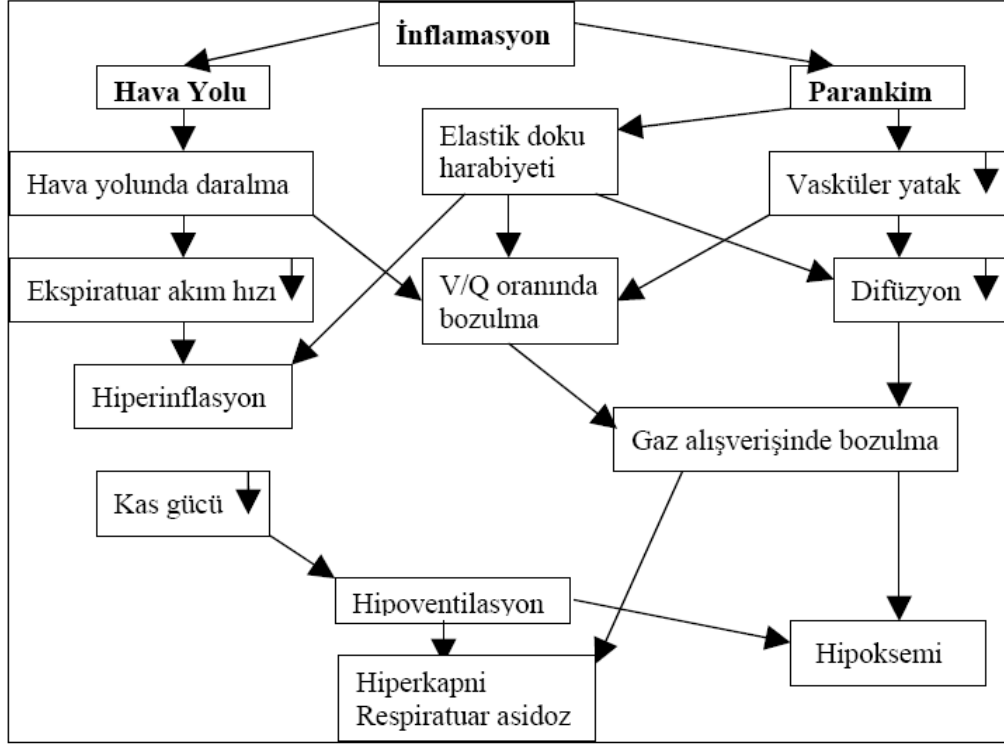 İnflamasyon
Hava Yolu
Parankim
Elastik doku
harabiyeti
Hava yolunda daralma
Vasküler yatak
Ekspiratuar akım hızı
V/Q oranında
bozulma
Difüzyon
Hiperinflasyon
Gaz alışverişinde bozulma
Kas gücü
Hipoventilasyon
Hipoksemi
Hiperkapni
Respiratuar asidoz